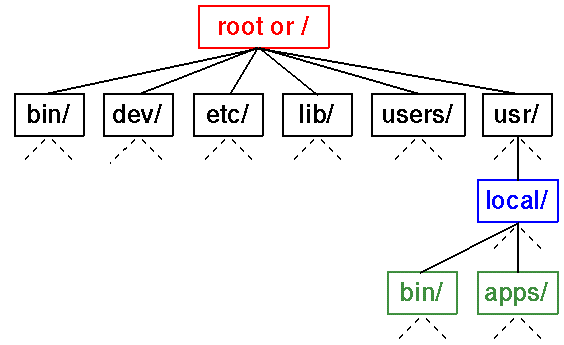 root or /
bin/ dev/ etc/ lib/ users/ usr/
local/
bin/ apps/